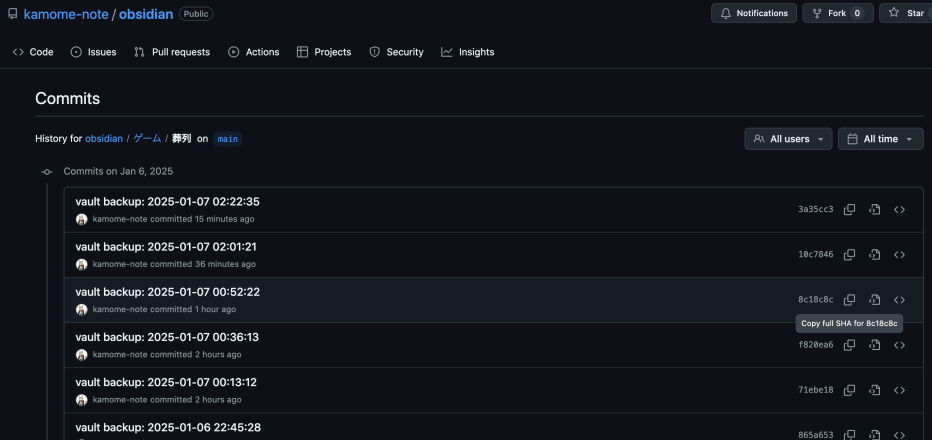 kamome-note / obsidian Public
Notifications Fork 0 Star
Code Issues Pull requests Actions Projects Security Insights
Commits
History for obsidian / ゲーム / 葬列 on main
All users All time
Commits on Jan 6, 2025
vault backup: 2025-01-07 02:22:35
kamome-note committed 15 minutes ago
3a35cc3
vault backup: 2025-01-07 02:01:21
kamome-note committed 36 minutes ago
10c7846
vault backup: 2025-01-07 00:52:22
kamome-note committed 1 hour ago
8c18c8c
Copy full SHA for 8c18c8c
vault backup: 2025-01-07 00:36:13
kamome-note committed 2 hours ago
f820ea6
vault backup: 2025-01-07 00:13:12
kamome-note committed 2 hours ago
71ebe18
vault backup: 2025-01-06 22:45:28
865a653